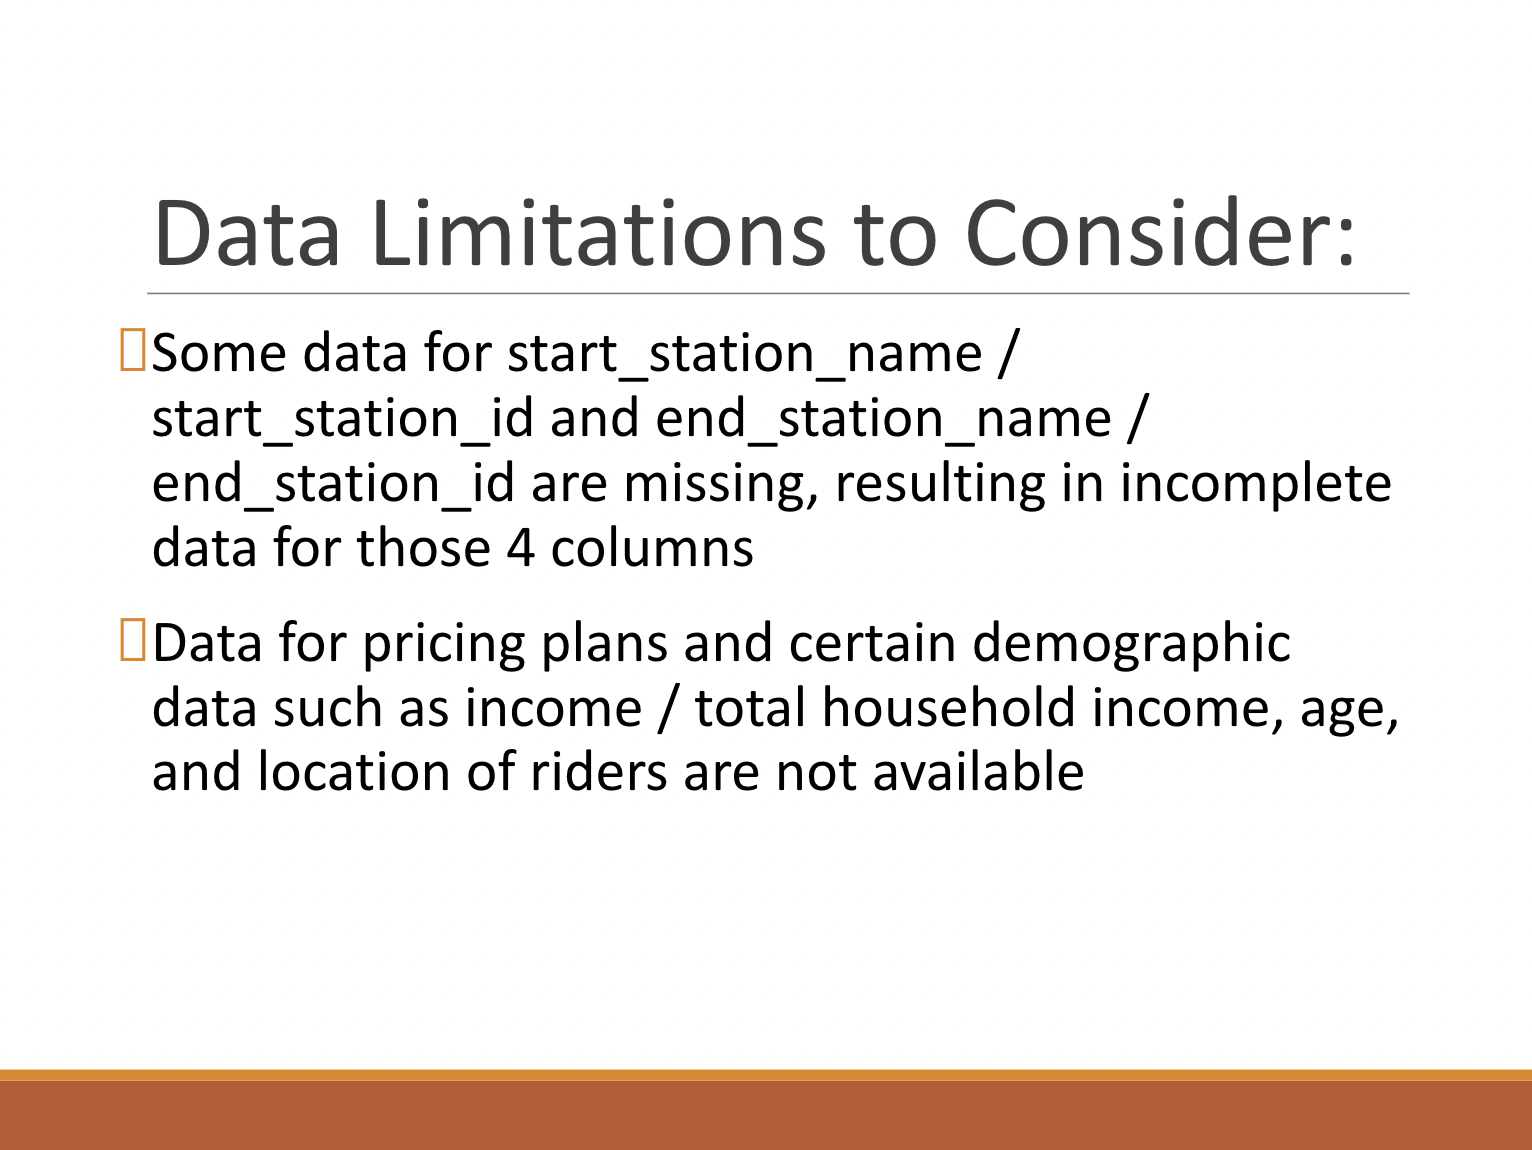 Data Limitations to Consider:
Some data for start_station_name /
start_station_id and end_station_name /
end_station_id are missing, resulting in incomplete
data for those 4 columns
Data for pricing plans and certain demographic
data such as income / total household income, age,
and location of riders are not available